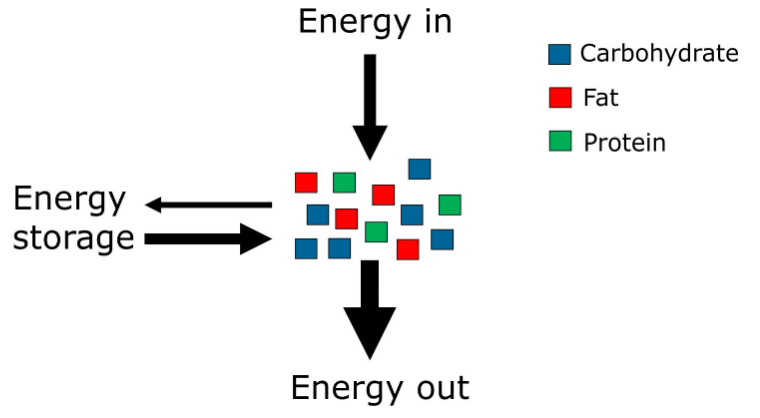 Energy in
Carbohydrate
Fat
Protein
Energy
storage
Energy out